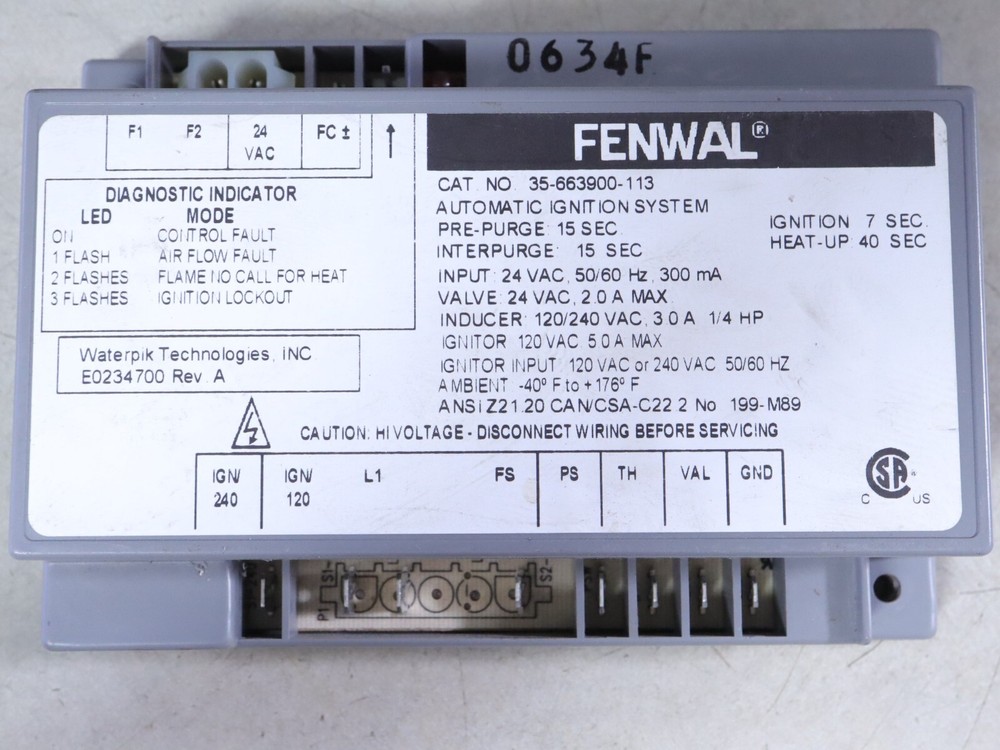 0634F
F1 F2 24 VAC FC ±
FENWAL®
DIAGNOSTIC INDICATOR
LED MODE
ON CONTROL FAULT
1 FLASH AIR FLOW FAULT
2 FLASHES FLAME NO CALL FOR HEAT
3 FLASHES IGNITION LOCKOUT
Waterpik Technologies, INC
E0234700 Rev. A
CAT. NO. 35-663900-113
AUTOMATIC IGNITION SYSTEM
PRE-PURGE: 15 SEC. IGNITION 7 SEC.
INTERPURGE: 15 SEC HEAT-UP 40 SEC
INPUT: 24 VAC, 50/60 Hz, 300 mA
VALVE: 24 VAC, 2.0 A MAX.
INDUCER: 120/240 VAC, 3.0 A 1/4 HP
IGNITOR 120 VAC 5.0 A MAX
IGNITOR INPUT: 120 VAC or 240 VAC 50/60 HZ
AMBIENT -40º F to +176º F
ANSI Z21.20 CAN/CSA-C22.2 No 199-M89
CAUTION: HI VOLTAGE - DISCONNECT WIRING BEFORE SERVICING
IGN/ 240 IGN/ 120 L1 FS PS TH VAL GND
CSA ®
C US
P1 S1 S2